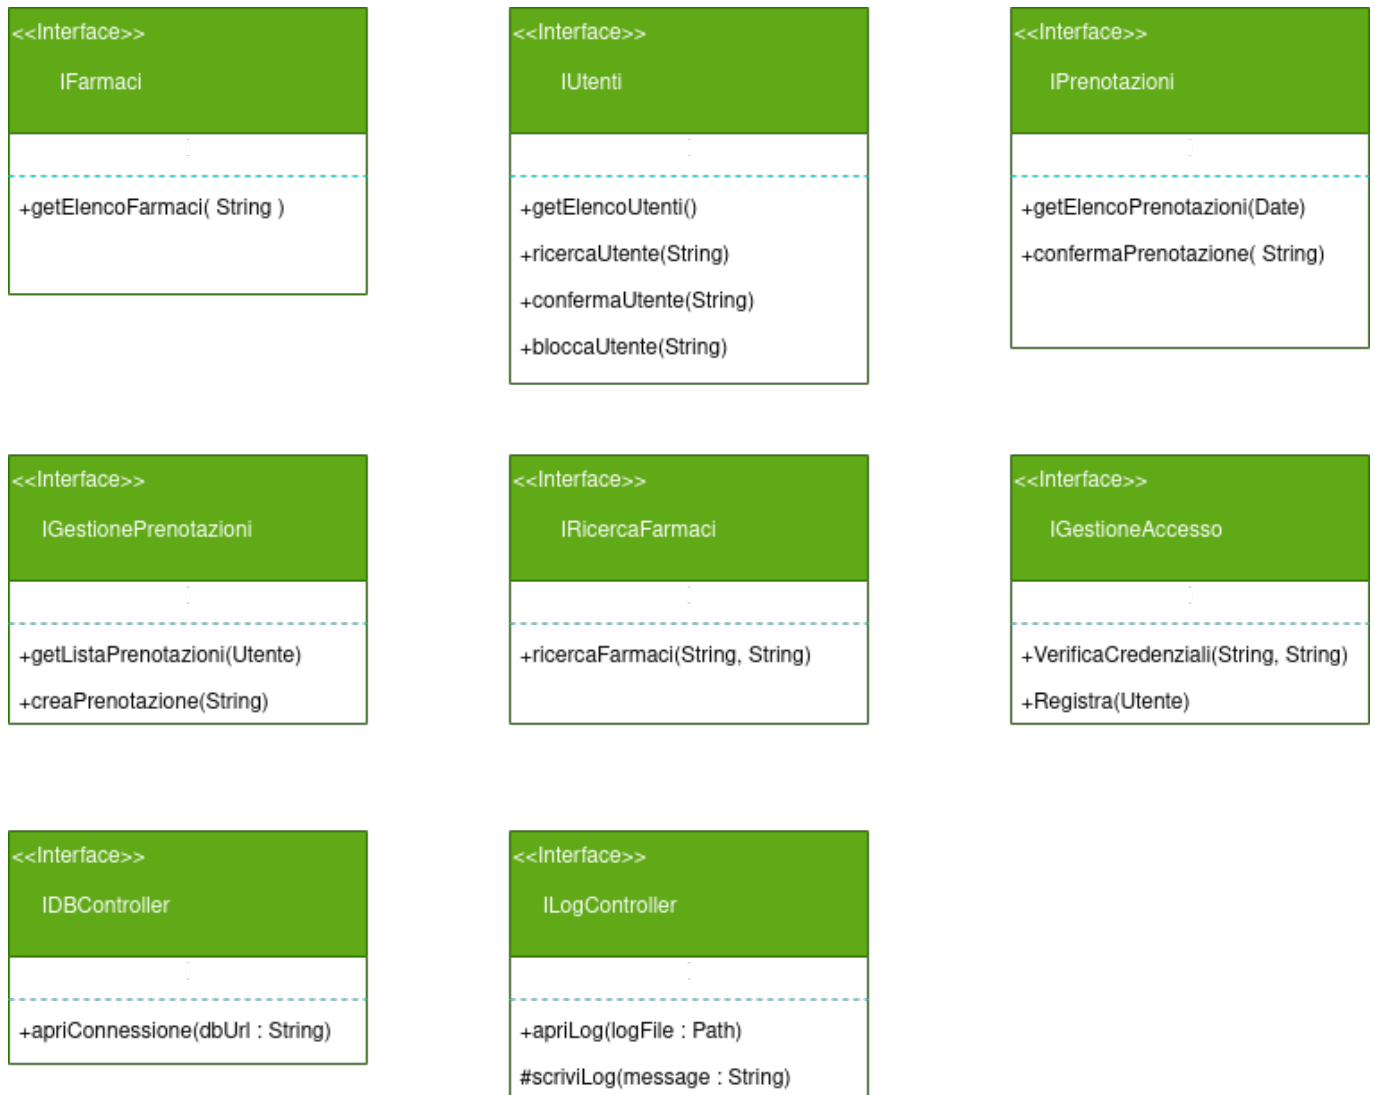 <<Interface>>
IFarmaci
+getElencoFarmaci( String )
<<Interface>>
IUtenti
+getElencoUtenti()
+ricercaUtente(String)
+confermaUtente(String)
+bloccaUtente(String)
<<Interface>>
IPrenotazioni
+getElencoPrenotazioni(Date)
+confermaPrenotazione( String)
<<Interface>>
IGestionePrenotazioni
+getListaPrenotazioni(Utente)
+creaPrenotazione(String)
<<Interface>>
IRicercaFarmaci
+ricercaFarmaci(String, String)
<<Interface>>
IGestioneAccesso
+VerificaCredenziali(String, String)
+Registra(Utente)
<<Interface>>
IDBController
+apriConnessione(dbUrl : String)
<<Interface>>
ILogController
+apriLog(logFile : Path)
#scriviLog(message : String)